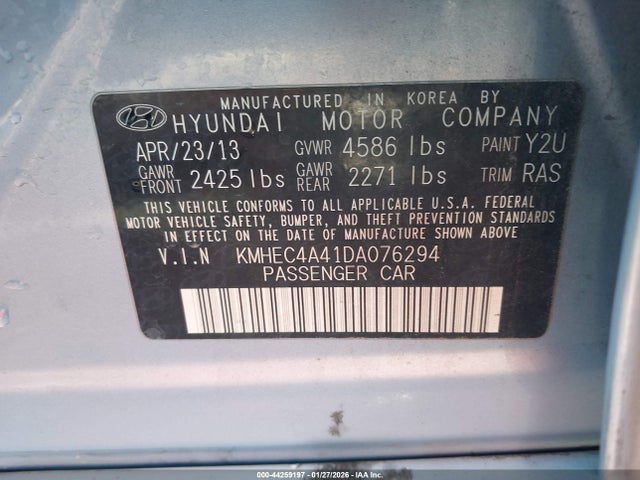 MANUFACTURED IN KOREA BY
HYUNDAI MOTOR COMPANY
APR/23/13 GVWR 4586 lbs PAINT Y2U
GAWR FRONT 2425 lbs GAWR REAR 2271 lbs TRIM RAS
THIS VEHICLE CONFORMS TO ALL APPLICABLE U.S.A. FEDERAL
MOTOR VEHICLE SAFETY, BUMPER, AND THEFT PREVENTION
STANDARDS IN EFFECT ON THE DATE OF MANUFACTURE SHOWN ABOVE
V.I.N KMHEC4A41DA076294
PASSENGER CAR
000-44259197 - 01/27/2026 - IAA Inc.